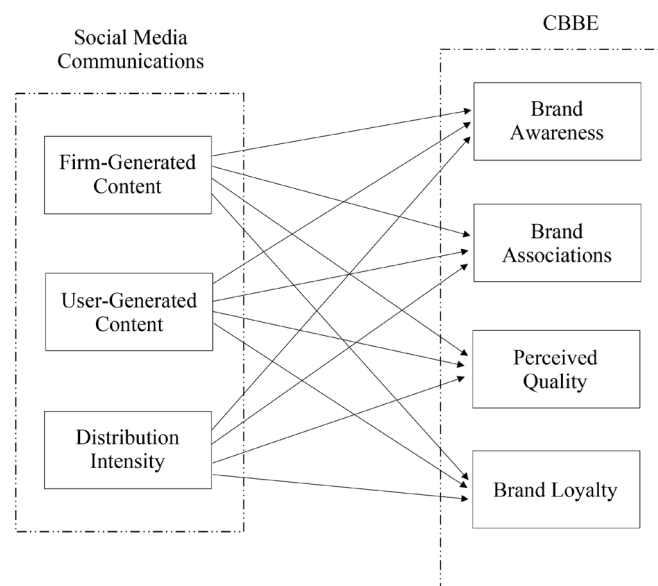 Social Media
Communications
Firm-Generated
Content
User-Generated
Content
Distribution
Intensity
CBBE
Brand
Awareness
Brand
Associations
Perceived
Quality
Brand Loyalty